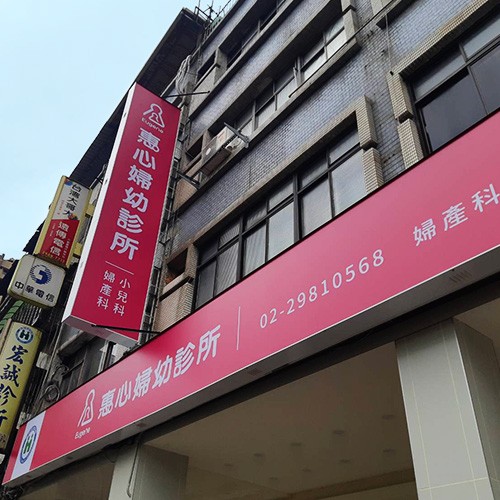 Eugene
惠心婦幼診所
小兒科
婦產科
台灣大
遠傳電信
中華電信
宏誠診所
Eugene
惠心婦幼診所
02-29810568
婦產科